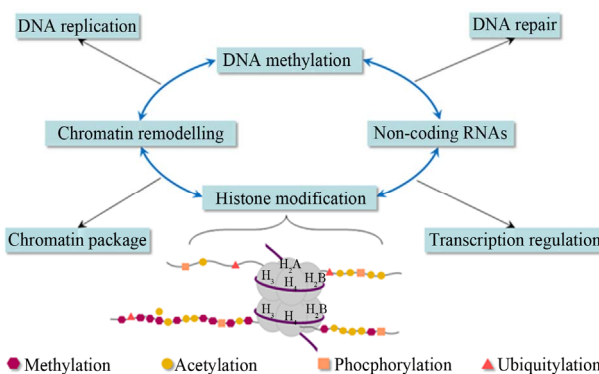 DNA replication
DNA repair
DNA methylation
Chromatin remodelling
Non-coding RNAs
Histone modification
Chromatin package
Transcription regulation
H2A
H3 H4 H2B
H3 H4 H2B
Methylation Acetylation Phocphorylation Ubiquitylation